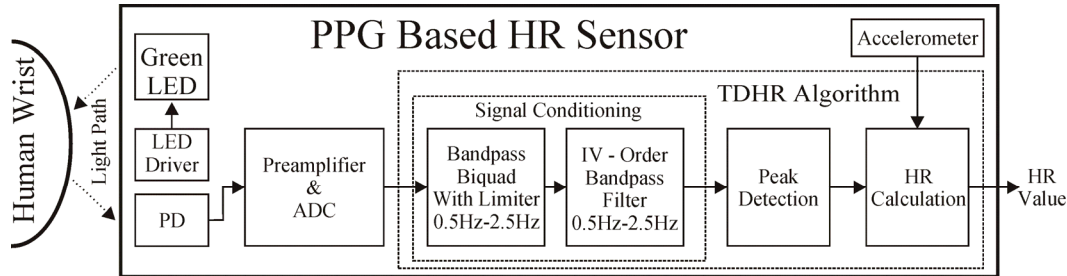 PPG Based HR Sensor
Human Wrist
Light Path
Green
LED
LED
Driver
PD
Preamplifier
&
ADC
TDHR Algorithm
Signal Conditioning
Bandpass
Biquad
With Limiter
0.5Hz-2.5Hz
IV - Order
Bandpass
Filter
0.5Hz-2.5Hz
Peak
Detection
Accelerometer
HR
Calculation
HR
Value